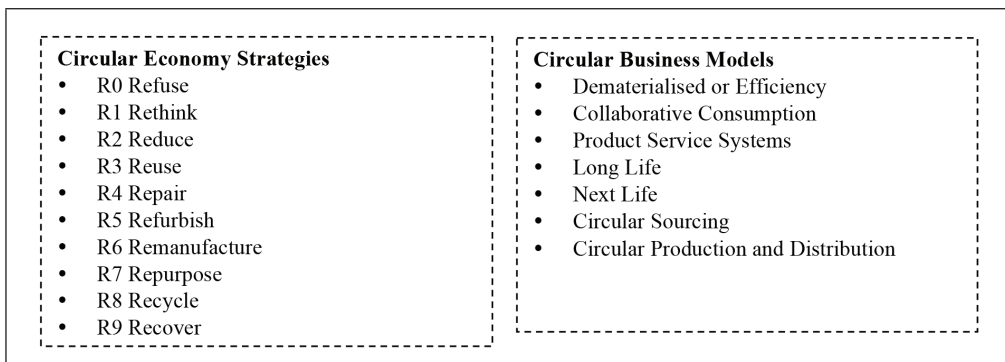 Circular Economy Strategies
• R0 Refuse
• R1 Rethink
• R2 Reduce
• R3 Reuse
• R4 Repair
• R5 Refurbish
• R6 Remanufacture
• R7 Repurpose
• R8 Recycle
• R9 Recover
Circular Business Models
• Dematerialised or Efficiency
• Collaborative Consumption
• Product Service Systems
• Long Life
• Next Life
• Circular Sourcing
• Circular Production and Distribution